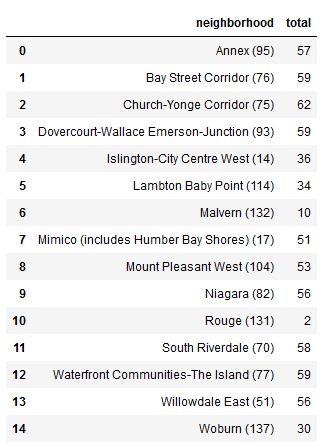 neighborhood total
0 Annex (95) 57
1 Bay Street Corridor (76) 59
2 Church-Yonge Corridor (75) 62
3 Dovercourt-Wallace Emerson-Junction (93) 59
4 Islington-City Centre West (14) 36
5 Lambton Baby Point (114) 34
6 Malvern (132) 10
7 Mimico (includes Humber Bay Shores) (17) 51
8 Mount Pleasant West (104) 53
9 Niagara (82) 56
10 Rouge (131) 2
11 South Riverdale (70) 58
12 Waterfront Communities-The Island (77) 59
13 Willowdale East (51) 56
14 Woburn (137) 30